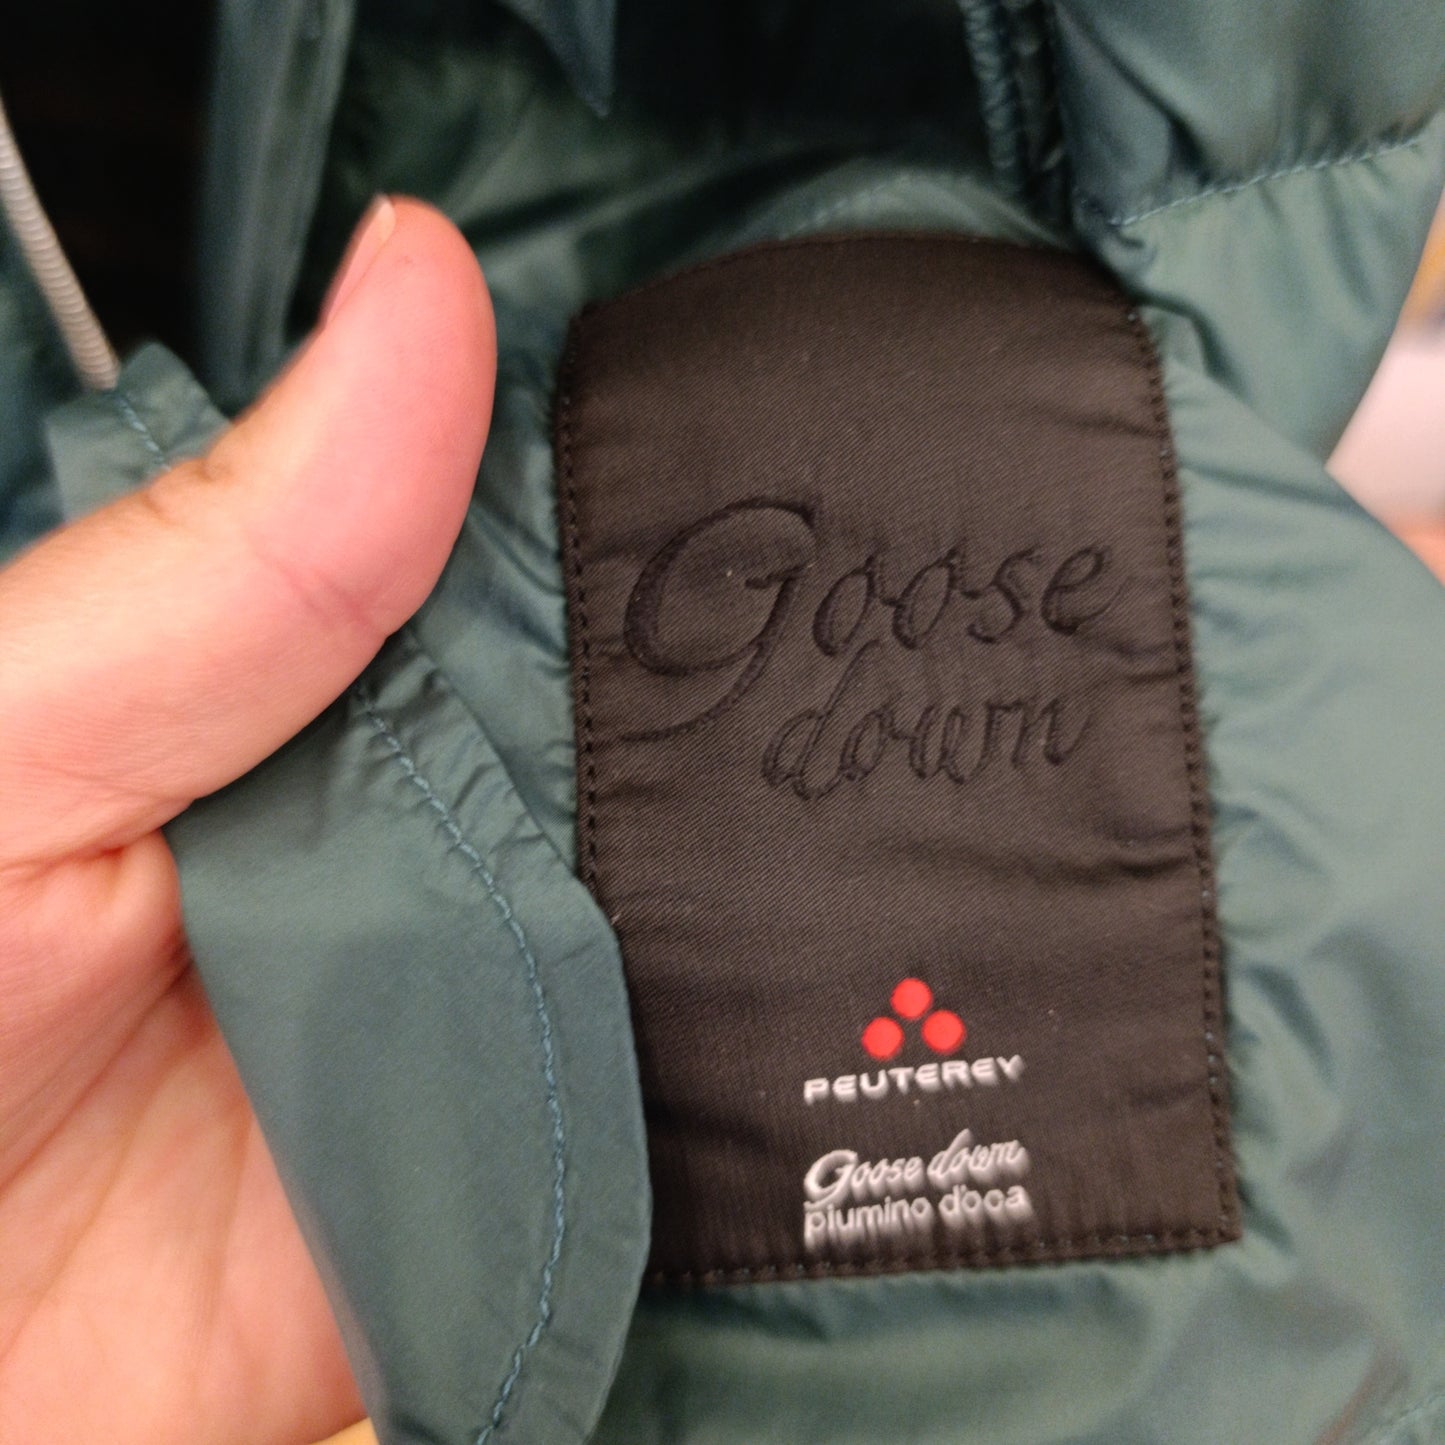 Goose
down
PEUTEREY
Goose down
piumino d'oca